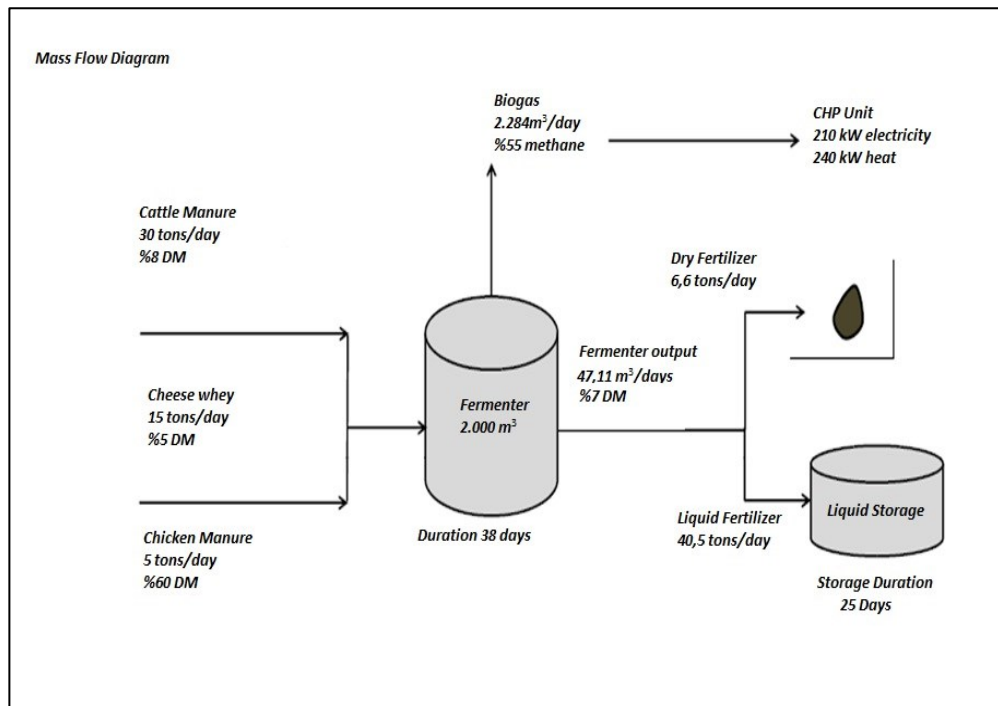 Mass Flow Diagram
Biogas
2.284m³/day
%55 methane
CHP Unit
210 kW electricity
240 kW heat
Cattle Manure
30 tons/day
%8 DM
Dry Fertilizer
6,6 tons/day
Cheese whey
15 tons/day
%5 DM
Fermenter
2.000 m³
Fermenter output
47,11 m³/days
%7 DM
Chicken Manure
5 tons/day
%60 DM
Duration 38 days
Liquid Fertilizer
40,5 tons/day
Liquid Storage
Storage Duration
25 Days